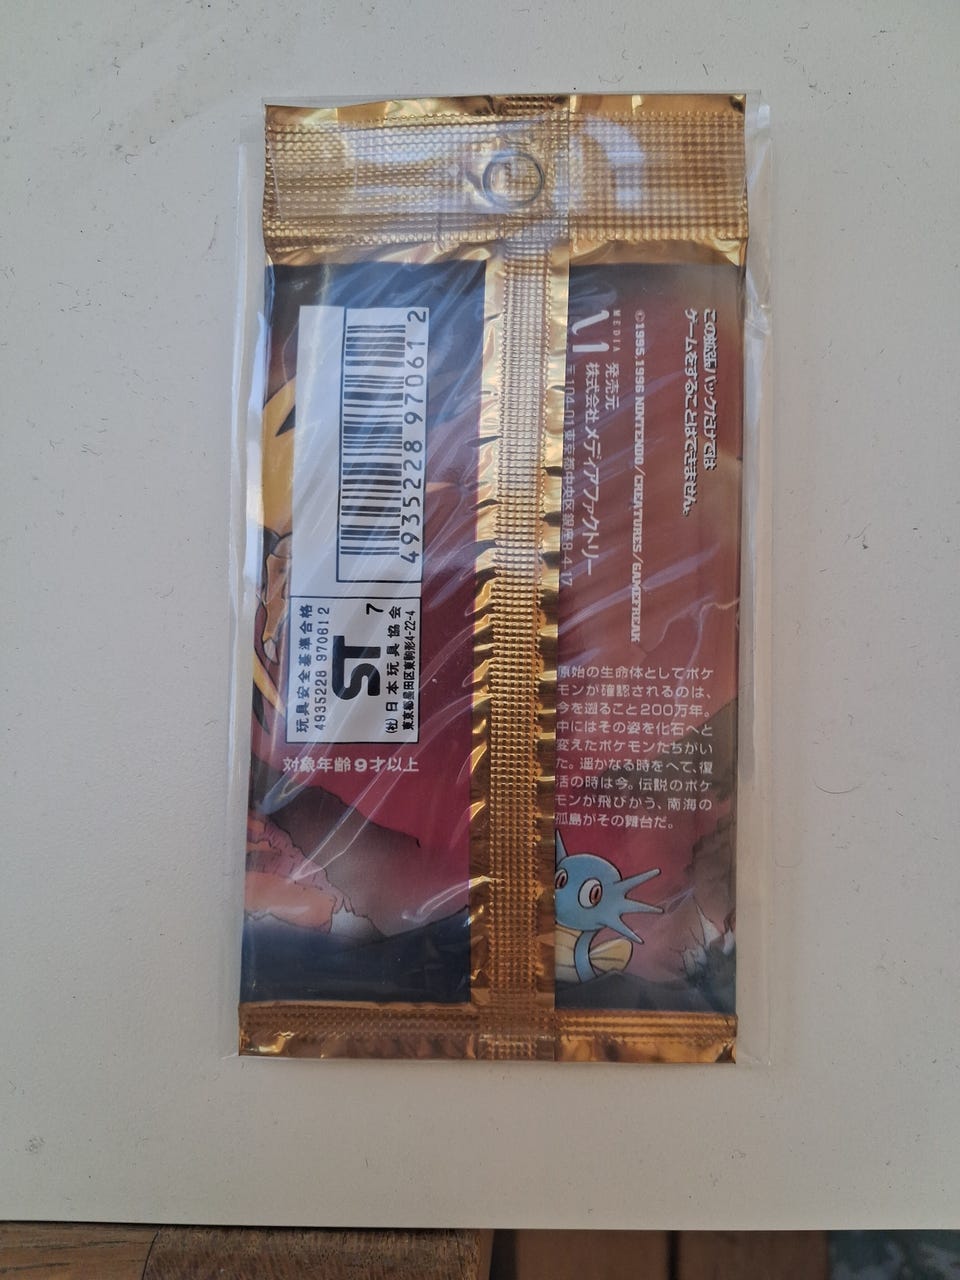 4935228 970612
玩具安全基準合格
4935228 970612
ST
7
(社)日本玩具協会
東京都墨田区東駒形4-22-4
対象年齢9才以上
この拡張パックだけでは
ゲームをすることはできません。
©1995,1996 NINTENDO/CREATURES/GAMEFREAK
MEDIA
発売元
株式会社メディアファクトリー
〒104-01東京都中央区銀座8-4-17
原始の生命体としてポケ
モンが確認されるのは、
今を遡ること200万年。
中にはその姿を化石へと
変えたポケモンたちがい
た。遥かなる時をへて、復
活の時は今。伝説のポケ
モンが飛びかう、南海の
孤島がその舞台だ。